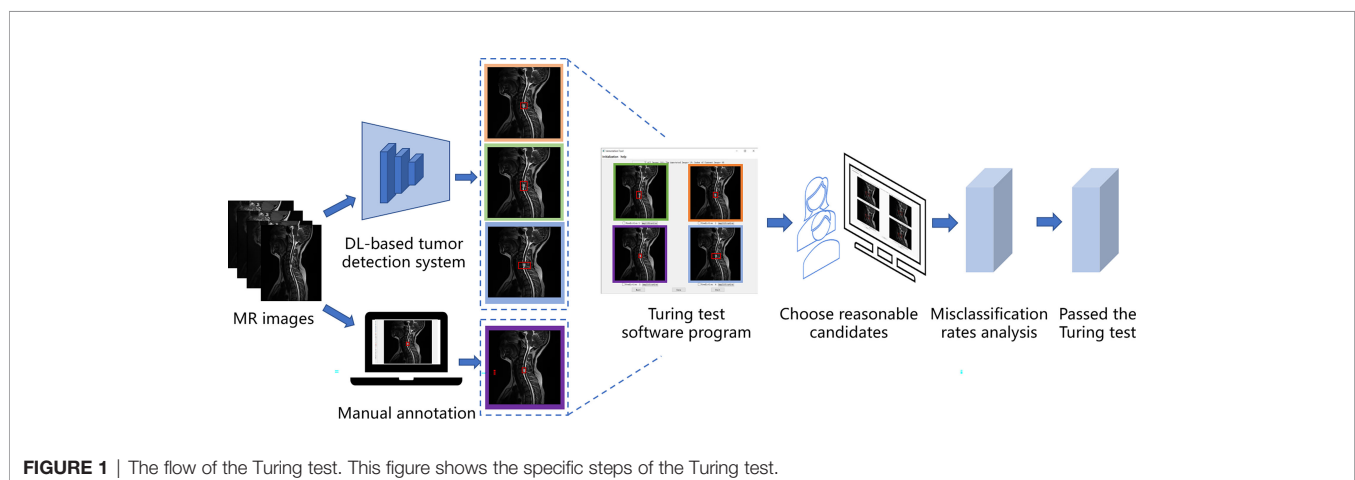 MR images
DL-based tumor
detection system
Manual annotation
Turing test
software program
Choose reasonable
candidates
Misclassification
rates analysis
Passed the
Turing test
FIGURE 1 | The flow of the Turing test. This figure shows the specific steps of the Turing test.